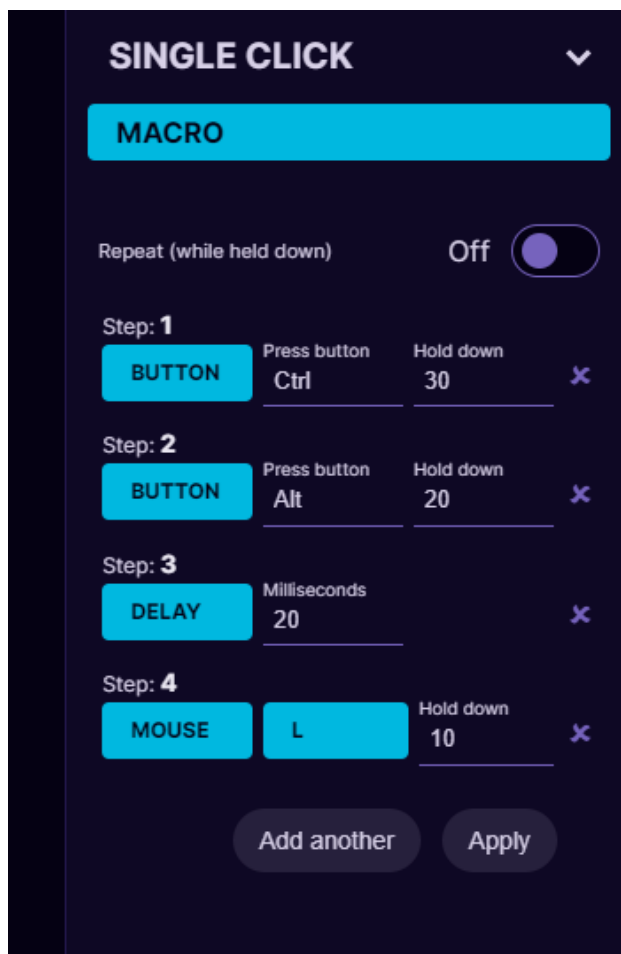 SINGLE CLICK
MACRO
Repeat (while held down) Off
Step: 1
BUTTON Press button Ctrl Hold down 30
Step: 2
BUTTON Press button Alt Hold down 20
Step: 3
DELAY Milliseconds 20
Step: 4
MOUSE L Hold down 10
Add another Apply